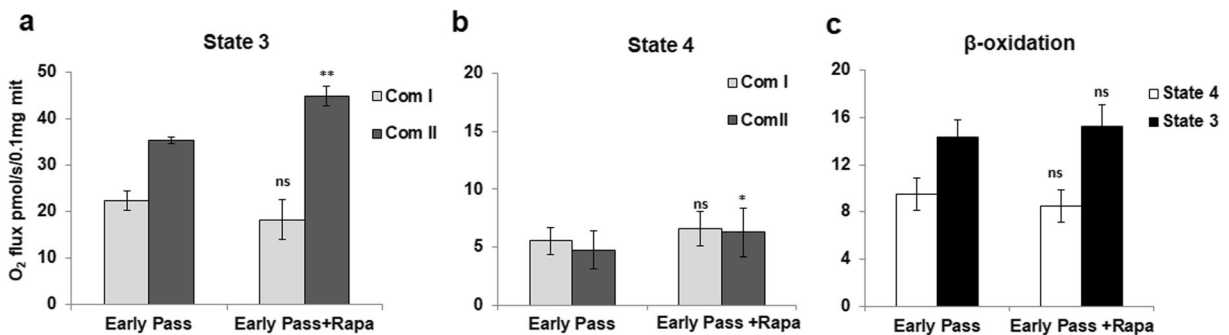 a
State 3
O₂ flux pmol/s/0.1mg mit
50
40
30
20
10
0
ns
**
Com I
Com II
Early Pass
Early Pass+Rapa
b
State 4
20
15
10
5
0
ns
*
Com I
ComII
Early Pass
Early Pass +Rapa
c
β-oxidation
20
16
12
8
4
0
ns
ns
State 4
State 3
Early Pass
Early Pass +Rapa